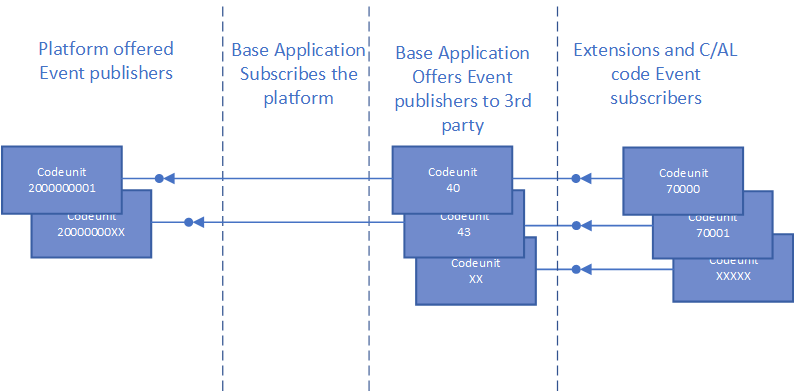 Platform offered
Event publishers
Base Application
Subscribes the
platform
Base Application
Offers Event
publishers to 3rd
party
Extensions and C/AL
code Event
subscribers
Codeunit
2000000001
Codeunit
20000000XX
Codeunit
40
Codeunit
43
Codeunit
XX
Codeunit
70000
Codeunit
70001
Codeunit
XXXXX